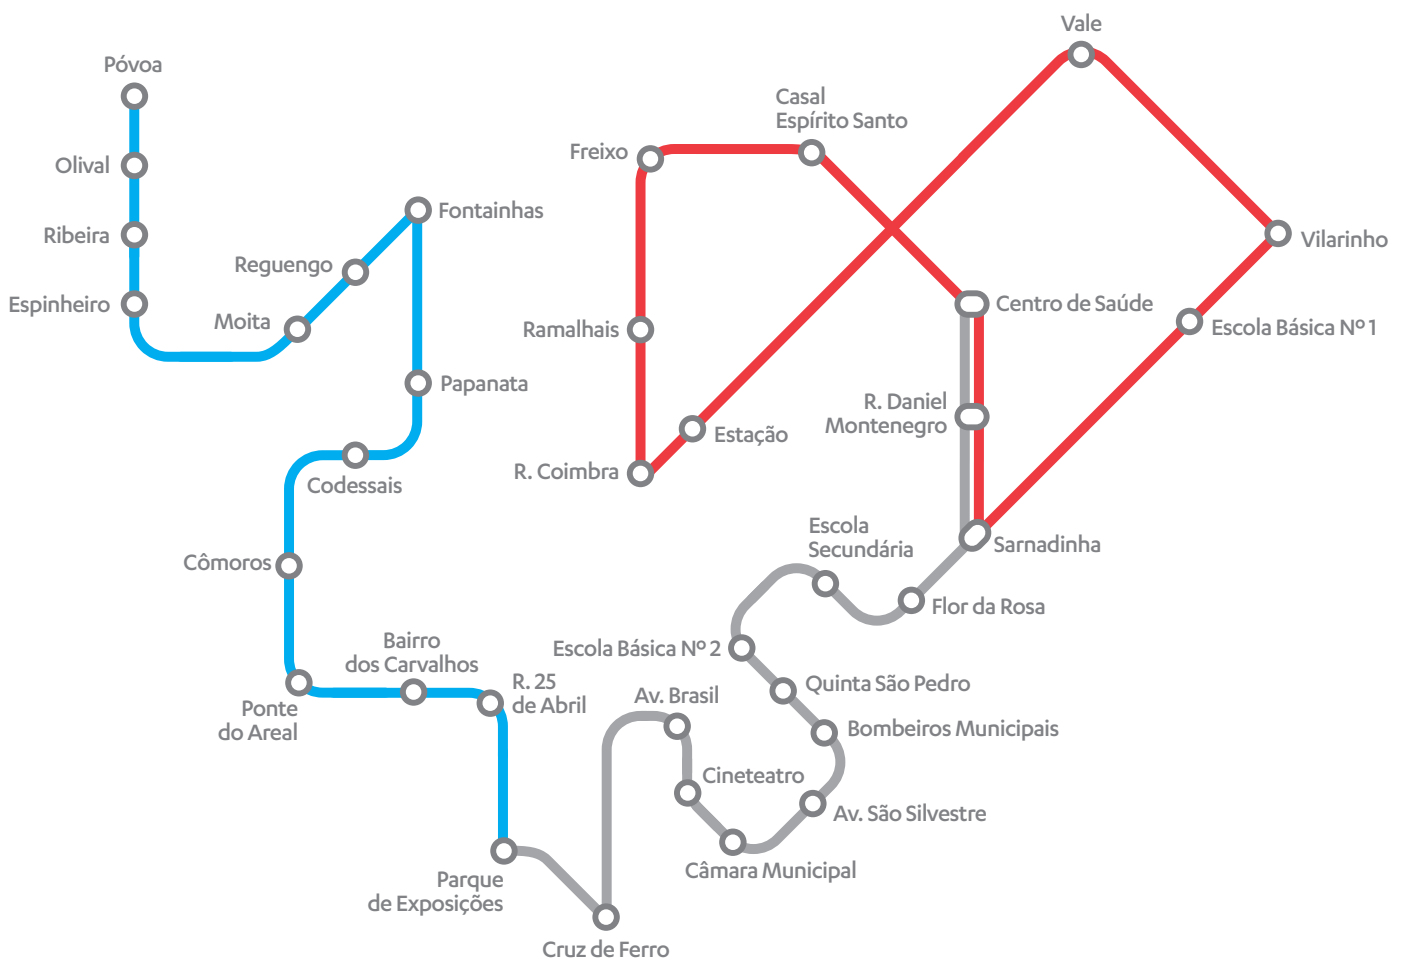 Vale
Póvoa
Casal
Espírito Santo
Freixo
Olival
Fontainhas
Ribeira
Vilarinho
Reguengo
Espinheiro
Centro de Saúde
Moita
Ramalhais
Escola Básica Nº 1
Papanata
R. Daniel
Montenegro
Estação
R. Coimbra
Codessais
Escola
Secundária
Sarnadinha
Cômoros
Flor da Rosa
Bairro
dos Carvalhos
Escola Básica Nº 2
R. 25
de Abril
Quinta São Pedro
Av. Brasil
Ponte
do Areal
Bombeiros Municipais
Cineteatro
Av. São Silvestre
Câmara Municipal
Parque
de Exposições
Cruz de Ferro